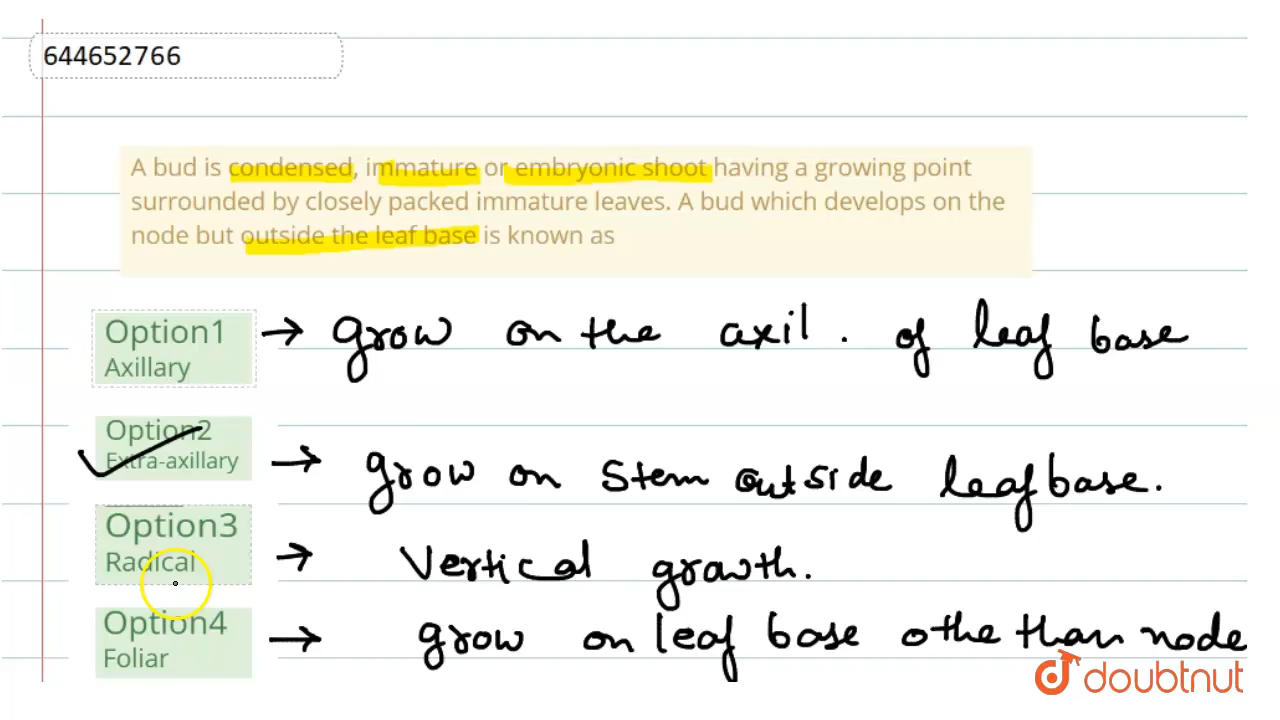 644652766
A bud is condensed, immature or embryonic shoot having a growing point
surrounded by closely packed immature leaves. A bud which develops on the
node but outside the leaf base is known as
Option1
Axillary
→ grow on the axil. of leaf base
Option2
Extra-axillary
→ grow on stem outside leaf base.
Option3
Radical
→ Vertical growth.
Option4
Foliar
→ grow on leaf base othe than node
doubtnut